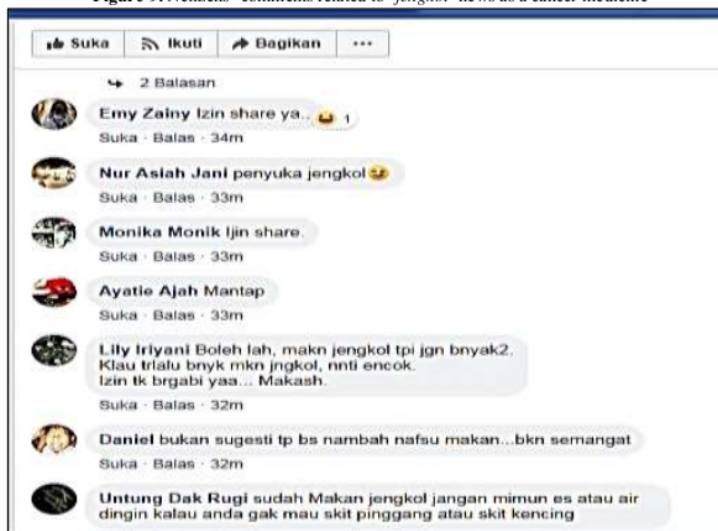 Suka Ikuti Bagikan ...
2 Balasan
Emy Zainy Izin share ya.. 1
Suka · Balas · 34m
Nur Asiah Jani penyuka jengkol
Suka · Balas · 33m
Monika Monik Ijin share.
Suka · Balas · 33m
Ayatie Ajah Mantap
Suka · Balas · 33m
Lily Iriyani Boleh lah, makn jengkol tpi jgn bnyak2.
Klau trlalu bnyk mkn jngkol, nnti encok.
Izin tk brgabi yaa... Makash.
Suka · Balas · 32m
Daniel bukan sugesti tp bs nambah nafsu makan...bkn semangat
Suka · Balas · 32m
Untung Dak Rugi sudah Makan jengkol jangan mimun es atau air
dingin kalau anda gak mau skit pinggang atau skit kencing